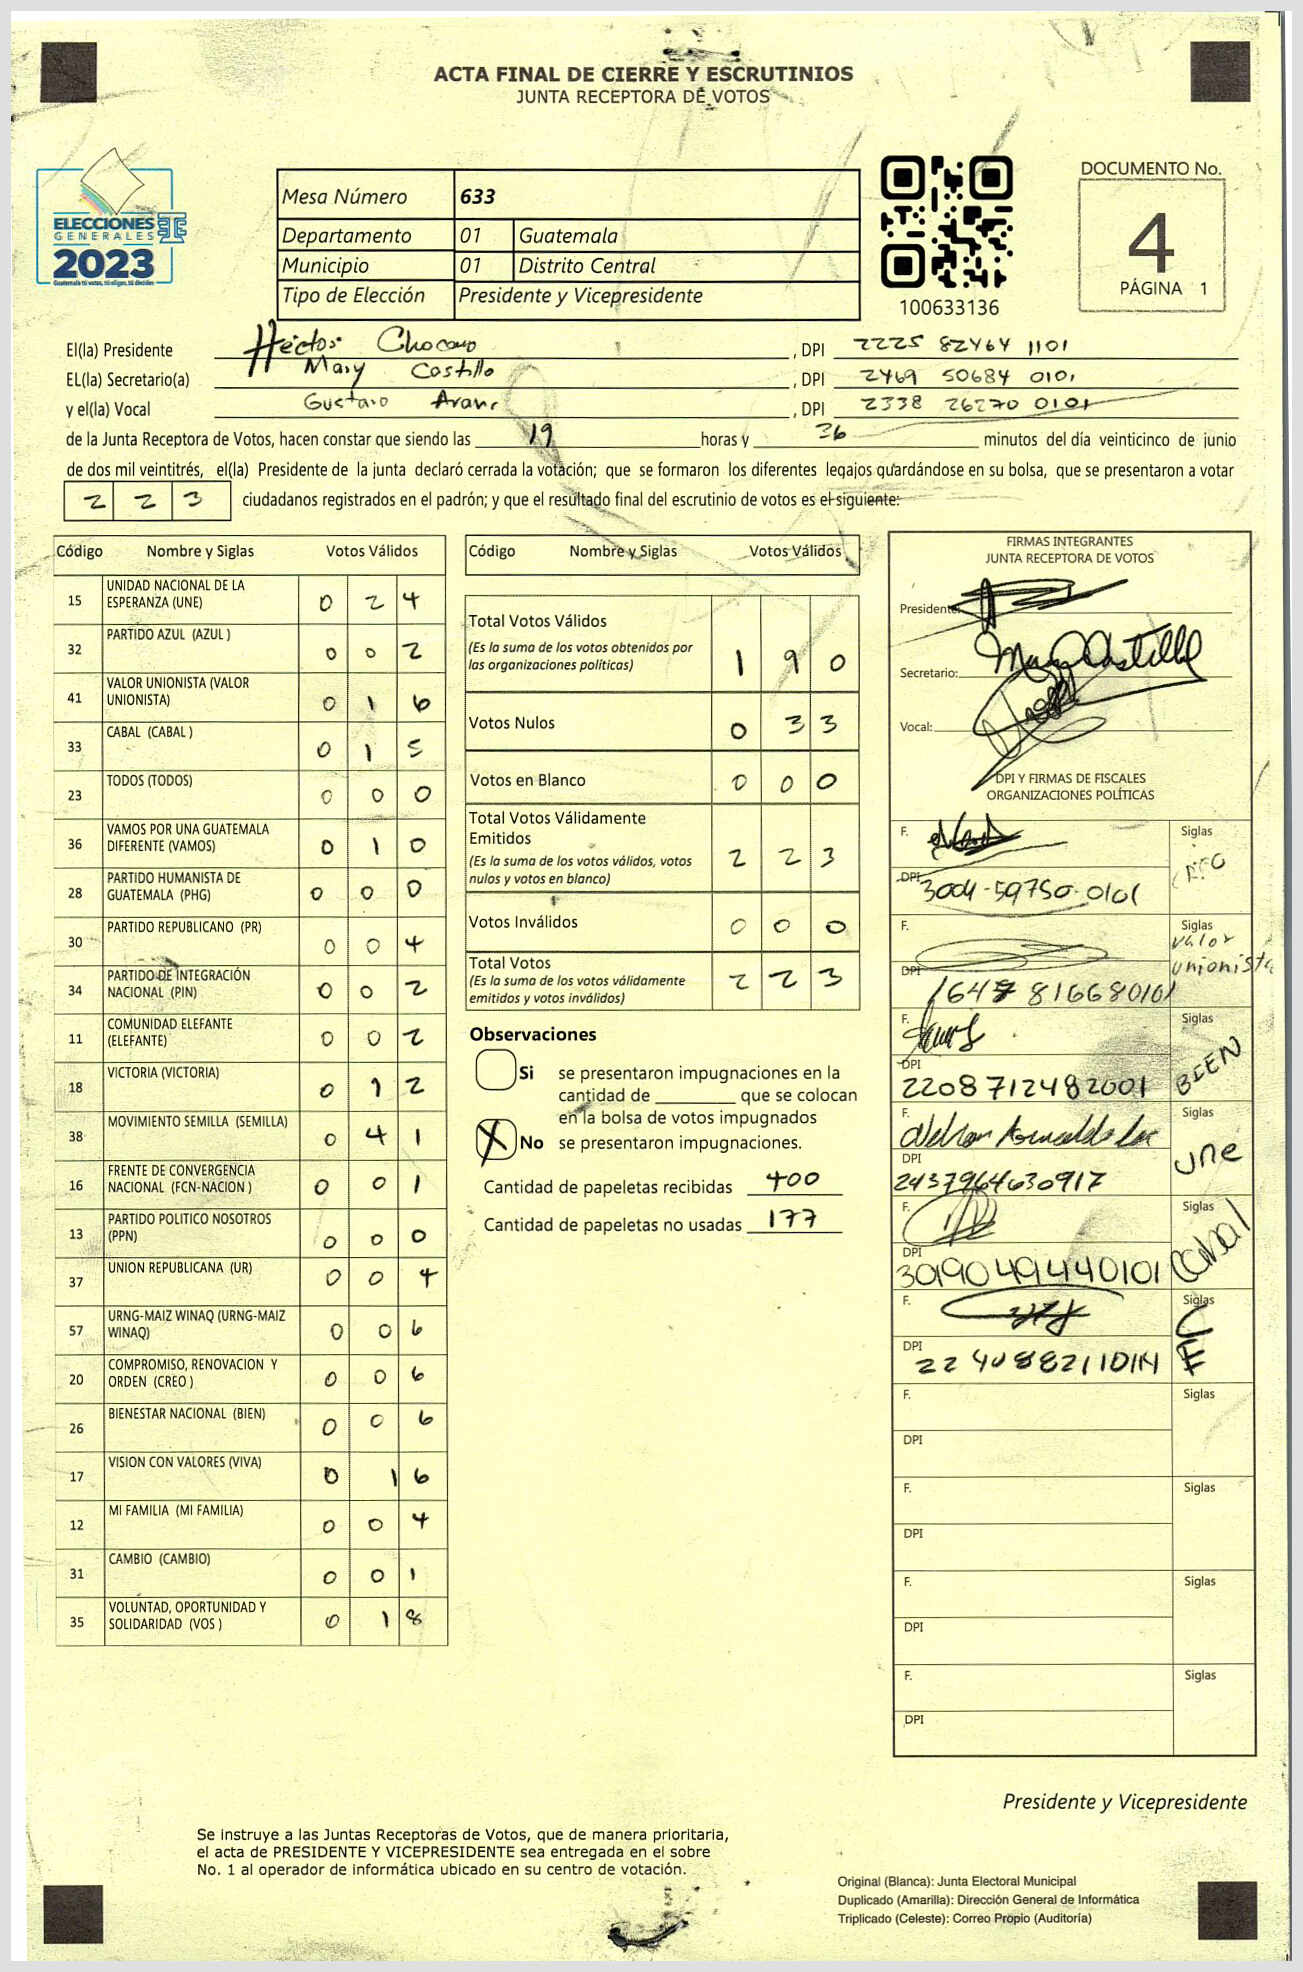 ACTA FINAL DE CIERRE Y ESCRUTINIOS
JUNTA RECEPTORA DE VOTOS
ELECCIONES
GENERALES
2023
Guatemala tú votas, tú eliges, tú decides
Mesa Número 633
Departamento 01 Guatemala
Municipio 01 Distrito Central
Tipo de Elección Presidente y Vicepresidente
100633136
DOCUMENTO No.
4
PÁGINA 1
El(la) Presidente Héctor Chocano , DPI 2225 82464 1101
EL(la) Secretario(a) Mary Castillo , DPI 2469 50684 0101
y el(la) Vocal Gustavo , DPI 2338 26270 0101
de la Junta Receptora de Votos, hacen constar que siendo las 19 horas y 36 minutos del día veinticinco de junio
de dos mil veintitrés, el(la) Presidente de la junta declaró cerrada la votación; que se formaron los diferentes legajos guardándose en su bolsa, que se presentaron a votar
2 2 3 ciudadanos registrados en el padrón; y que el resultado final del escrutinio de votos es el siguiente:
Código Nombre y Siglas Votos Válidos
15 UNIDAD NACIONAL DE LA ESPERANZA (UNE) 0 2 4
32 PARTIDO AZUL (AZUL ) 0 0 2
41 VALOR UNIONISTA (VALOR UNIONISTA) 0 1 6
33 CABAL (CABAL ) 0 1 5
23 TODOS (TODOS) 0 0 0
36 VAMOS POR UNA GUATEMALA DIFERENTE (VAMOS) 0 1 0
28 PARTIDO HUMANISTA DE GUATEMALA (PHG) 0 0 0
30 PARTIDO REPUBLICANO (PR) 0 0 4
34 PARTIDO DE INTEGRACIÓN NACIONAL (PIN) 0 0 2
11 COMUNIDAD ELEFANTE (ELEFANTE) 0 0 2
18 VICTORIA (VICTORIA) 0 1 2
38 MOVIMIENTO SEMILLA (SEMILLA) 0 4 1
16 FRENTE DE CONVERGENCIA NACIONAL (FCN-NACION ) 0 0 1
13 PARTIDO POLITICO NOSOTROS (PPN) 0 0 0
37 UNION REPUBLICANA (UR) 0 0 4
57 URNG-MAIZ WINAQ (URNG-MAIZ WINAQ) 0 0 6
20 COMPROMISO, RENOVACION Y ORDEN (CREO ) 0 0 6
26 BIENESTAR NACIONAL (BIEN) 0 0 6
17 VISION CON VALORES (VIVA) 0 1 6
12 MI FAMILIA (MI FAMILIA) 0 0 4
31 CAMBIO (CAMBIO) 0 0 1
35 VOLUNTAD, OPORTUNIDAD Y SOLIDARIDAD (VOS ) 0 1 8
Código Nombre y Siglas Votos Válidos
Total Votos Válidos
(Es la suma de los votos obtenidos por
las organizaciones políticas) 1 9 0
Votos Nulos 0 3 3
Votos en Blanco 0 0 0
Total Votos Válidamente
Emitidos
(Es la suma de los votos válidos, votos
nulos y votos en blanco) 2 2 3
Votos Inválidos 0 0 0
Total Votos
(Es la suma de los votos válidamente
emitidos y votos inválidos) 2 2 3
Observaciones
Si se presentaron impugnaciones en la
cantidad de ________ que se colocan
en la bolsa de votos impugnados
X No se presentaron impugnaciones.
Cantidad de papeletas recibidas 400
Cantidad de papeletas no usadas 177
FIRMAS INTEGRANTES
JUNTA RECEPTORA DE VOTOS
Presidente:
Secretario: Mary Castillo
Vocal:
DPI Y FIRMAS DE FISCALES
ORGANIZACIONES POLÍTICAS
F. Siglas
DPI 3004-59750-0101
F. Siglas Valor Unionista
DPI 1647 81668 0101
F. Siglas BIEN
DPI 2208712482001
F. Siglas UNE
DPI 2437964630917
F. Siglas Cabal
DPI 3019049440101
F. Siglas
DPI
F. Siglas
DPI
F. Siglas
DPI
F. Siglas
DPI
F. Siglas
DPI
Presidente y Vicepresidente
Se instruye a las Juntas Receptoras de Votos, que de manera prioritaria,
el acta de PRESIDENTE Y VICEPRESIDENTE sea entregada en el sobre
No. 1 al operador de informática ubicado en su centro de votación.
Original (Blanca): Junta Electoral Municipal
Duplicado (Amarilla): Dirección General de Informática
Triplicado (Celeste): Correo Propio (Auditoría)